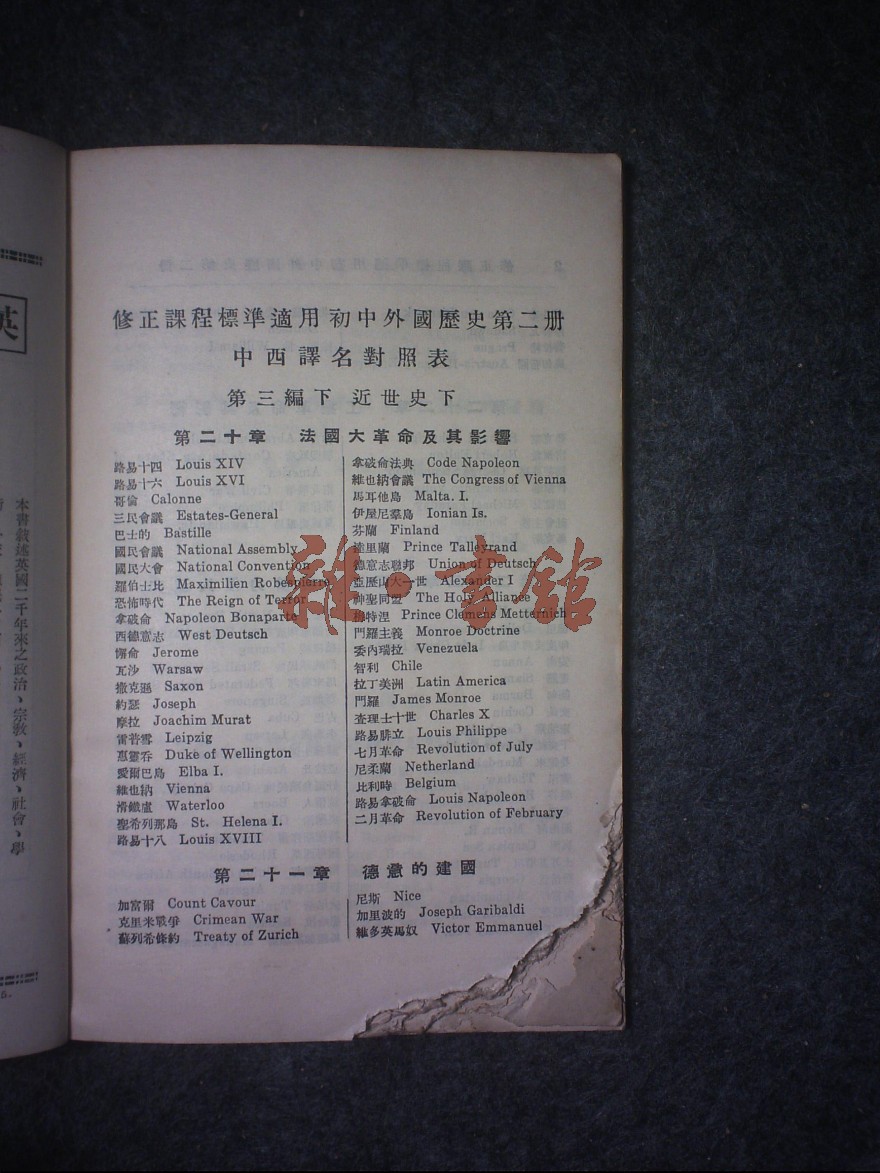 修正課程標準適用初中外國歷史第二册
中西譯名對照表
第三編下 近世史下
第二十章 法國大革命及其影響
路易十四 Louis XIV
路易十六 Louis XVI
哥倫 Calonne
三民會議 Estates-General
巴士的 Bastille
國民會議 National Assembly
國民大會 National Convention
羅伯士比 Maximilien Robespierre
恐怖時代 The Reign of Terror
拿破侖 Napoleon Bonaparte
西德意志 West Deutsch
侖 Jerome
瓦沙 Warsaw
撒克遜 Saxon
約瑟 Joseph
摩拉 Joachim Murat
雷苔雪 Leipzig
惠靈吞 Duke of Wellington
愛爾巴島 Elba I.
維也納 Vienna
滑鐵盧 Waterloo
聖希列那島 St. Helena I.
路易十八 Louis XVIII
拿破侖法典 Code Napoleon
維也納會議 The Congress of Vienna
馬耳他島 Malta. I.
伊屋尼羣島 Ionian Is.
芬蘭 Finland
達里蘭 Prince Talleyrand
德意志聯邦 Union of Deutsch
亞歷山大一世 Alexander I
神聖同盟 The Holy Alliance
梅特涅 Prince Clemens Metternich
門羅主義 Monroe Doctrine
委內瑞拉 Venezuela
智利 Chile
拉丁美洲 Latin America
門羅 James Monroe
查理士十世 Charles X
路易腓立 Louis Philippe
七月革命 Revolution of July
尼柔蘭 Netherland
比利時 Belgium
路易拿破侖 Louis Napoleon
二月革命 Revolution of February
第二十一章 德意的建國
加富爾 Count Cavour
克里米戰爭 Crimean War
蘇列希條約 Treaty of Zurich
尼斯 Nice
加里波的 Joseph Garibaldi
維多英馬奴 Victor Emmanuel
英
本書敍述英國二千年來之政治、宗教、經濟、社會、學
雜·書館